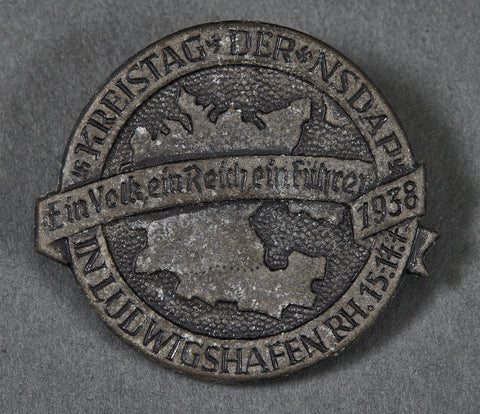 KREISTAG DER NSDAP
Ein Volk, ein Reich, ein Führer
1938
IN LUDWIGSHAFEN RH. 15.